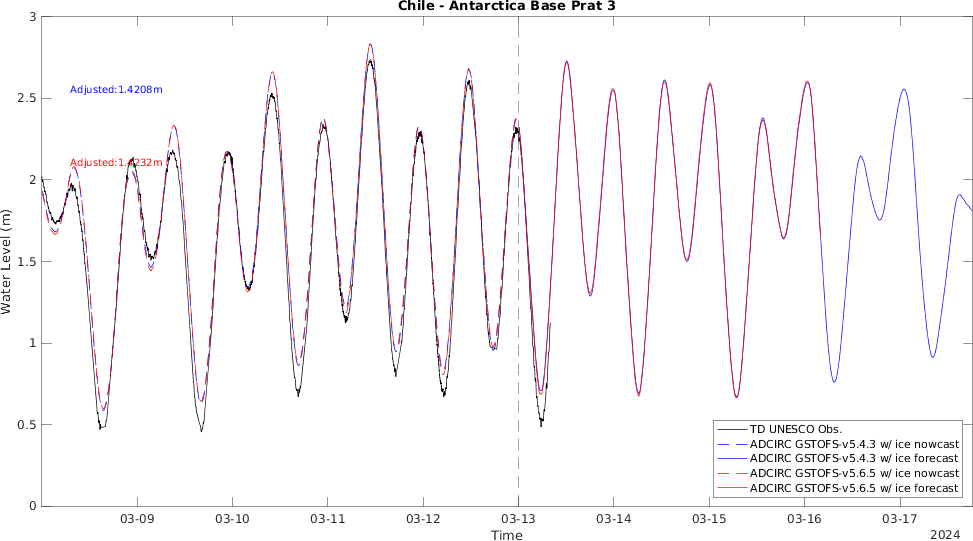 Chile - Antarctica Base Prat 3
3
2.5
2
1.5
1
0.5
0
Water Level (m)
Adjusted:1.4208m
Adjusted:1.4232m
TD UNESCO Obs.
ADCIRC GSTOFS-v5.4.3 w/ ice nowcast
ADCIRC GSTOFS-v5.4.3 w/ ice forecast
ADCIRC GSTOFS-v5.6.5 w/ ice nowcast
ADCIRC GSTOFS-v5.6.5 w/ ice forecast
03-09 03-10 03-11 03-12 03-13 03-14 03-15 03-16 03-17
Time
2024